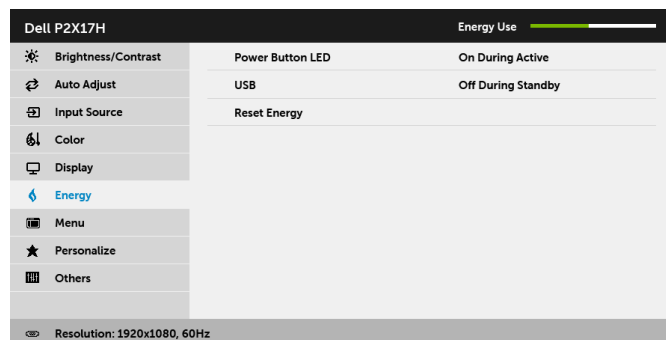 Dell P2X17H
Energy Use
Brightness/Contrast
Power Button LED
On During Active
Auto Adjust
USB
Off During Standby
Input Source
Reset Energy
Color
Display
Energy
Menu
Personalize
Others
Resolution: 1920x1080, 60Hz